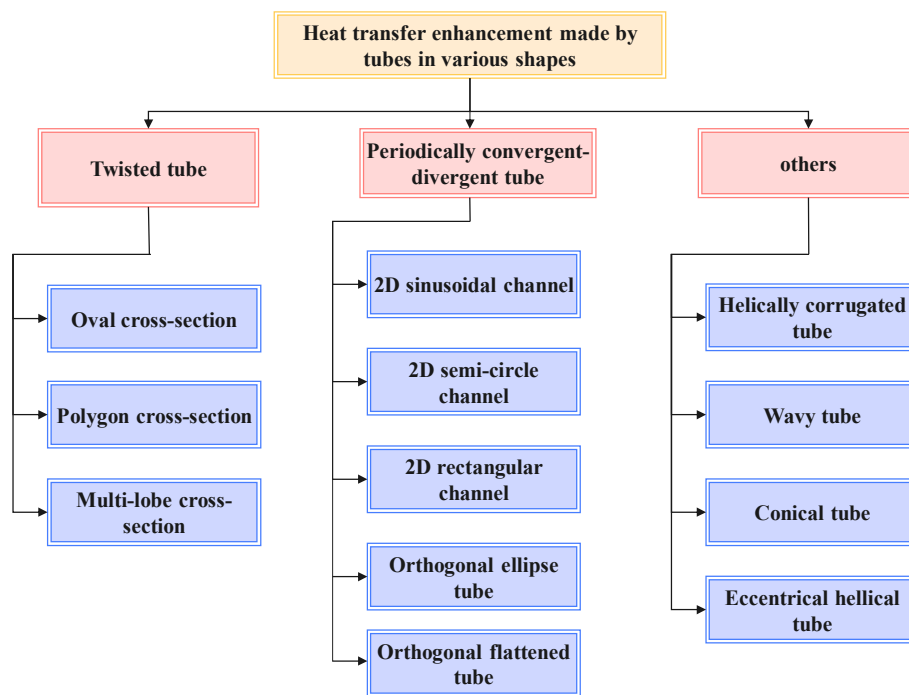 Heat transfer enhancement made by
tubes in various shapes
Twisted tube
Periodically convergent-
divergent tube
others
Oval cross-section
Polygon cross-section
Multi-lobe cross-
section
2D sinusoidal channel
2D semi-circle
channel
2D rectangular
channel
Orthogonal ellipse
tube
Orthogonal flattened
tube
Helically corrugated
tube
Wavy tube
Conical tube
Eccentrical hellical
tube